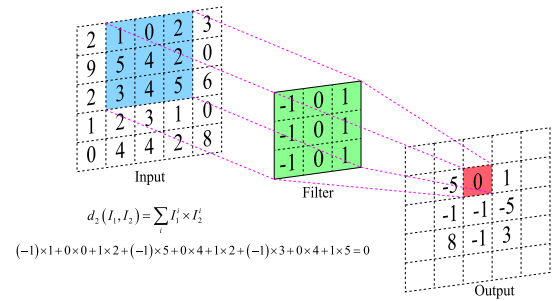 2 1 0 2 3
9 5 4 2 0
2 3 4 5 6
1 2 3 1 0
0 4 4 2 8
Input
-1 0 1
-1 0 1
-1 0 1
Filter
-5 0 1
-1 -1 -5
8 -1 3
Output
d₂(I₁,I₂)=∑ᵢ I₁ⁱ×I₂ⁱ
(−1)×1+0×0+1×2+(−1)×5+0×4+1×2+(−1)×3+0×4+1×5=0